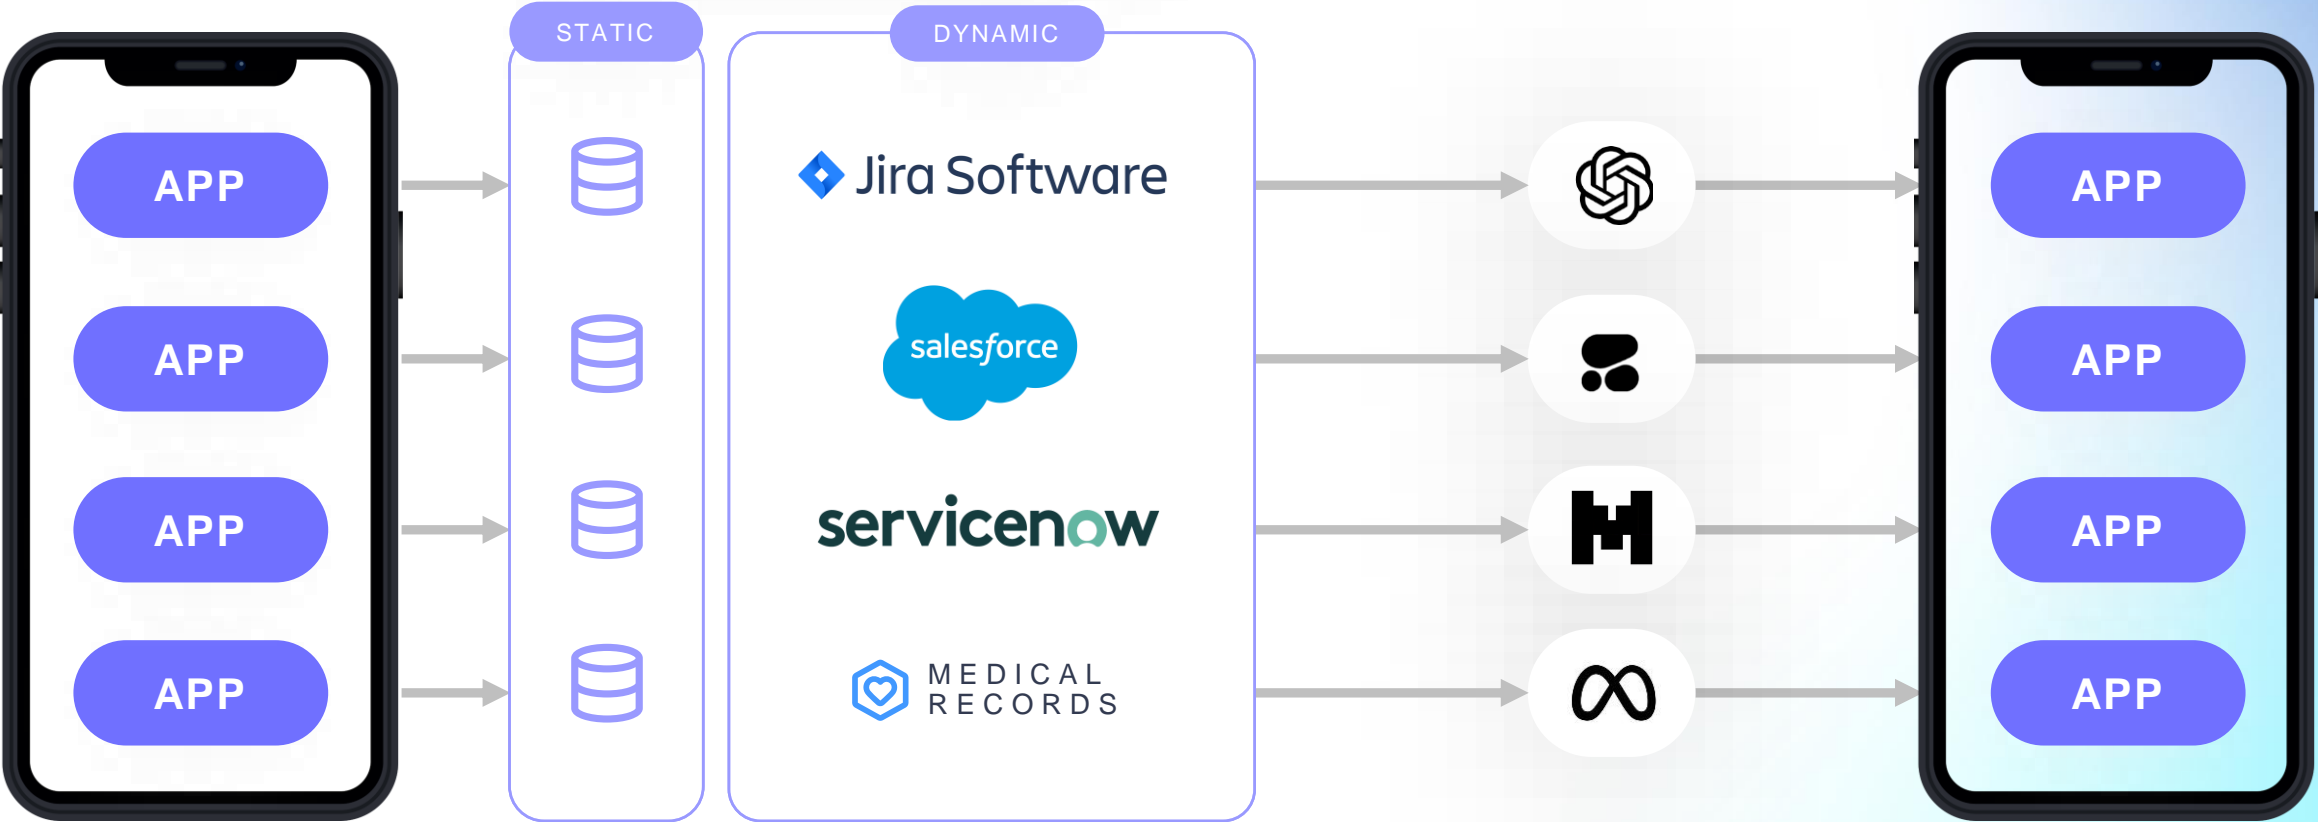 STATIC
DYNAMIC
APP
Jira Software
APP
APP
salesforce
APP
APP
servicenow
APP
APP
MEDICAL
RECORDS
APP